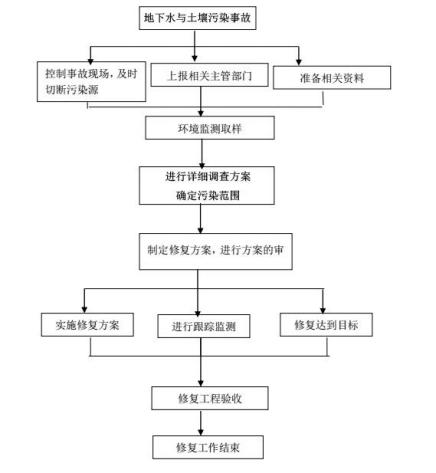 地下水与土壤污染事故
控制事故现场，及时
切断污染源
上报相关主管部门
准备相关资料
环境监测取样
进行详细调查方案
确定污染范围
制定修复方案，进行方案的审
实施修复方案
进行跟踪监测
修复达到目标
修复工程验收
修复工作结束